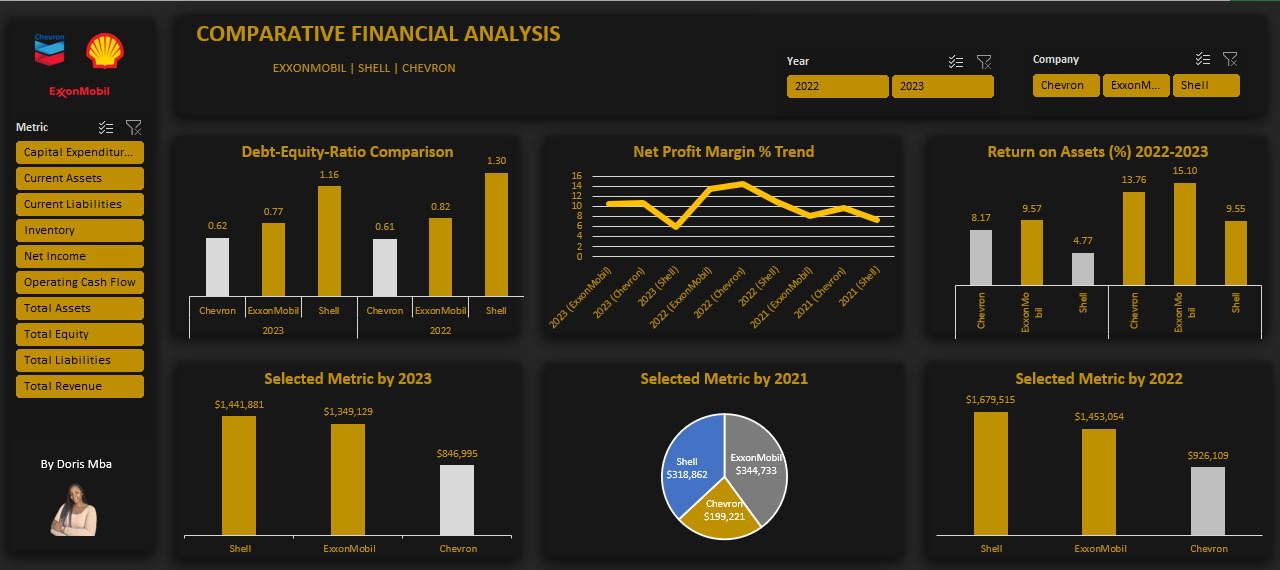 Chevron
ExxonMobil
COMPARATIVE FINANCIAL ANALYSIS
EXXONMOBIL | SHELL | CHEVRON
Year
2022
2023
Company
Chevron
ExxonM...
Shell
Metric
Capital Expenditur...
Current Assets
Current Liabilities
Inventory
Net Income
Operating Cash Flow
Total Assets
Total Equity
Total Liabilities
Total Revenue
By Doris Mba
Debt-Equity-Ratio Comparison
0.62
0.77
1.16
0.61
0.82
1.30
Chevron
ExxonMobil
Shell
Chevron
ExxonMobil
Shell
2023
2022
Net Profit Margin % Trend
16
14
12
10
8
6
4
2
0
2023 (ExxonMobil)
2023 (Chevron)
2023 (Shell)
2022 (ExxonMobil)
2022 (Chevron)
2022 (Shell)
2021 (ExxonMobil)
2021 (Chevron)
2021 (Shell)
Return on Assets (%) 2022-2023
8.17
9.57
4.77
13.76
15.10
9.55
Chevron
ExxonMo
bil
Shell
Chevron
ExxonMo
bil
Shell
Selected Metric by 2023
$1,441,881
$1,349,129
$846,995
Shell
ExxonMobil
Chevron
Selected Metric by 2021
Shell
$318,862
ExxonMobil
$344,733
Chevron
$199,221
Selected Metric by 2022
$1,679,515
$1,453,054
$926,109
Shell
ExxonMobil
Chevron